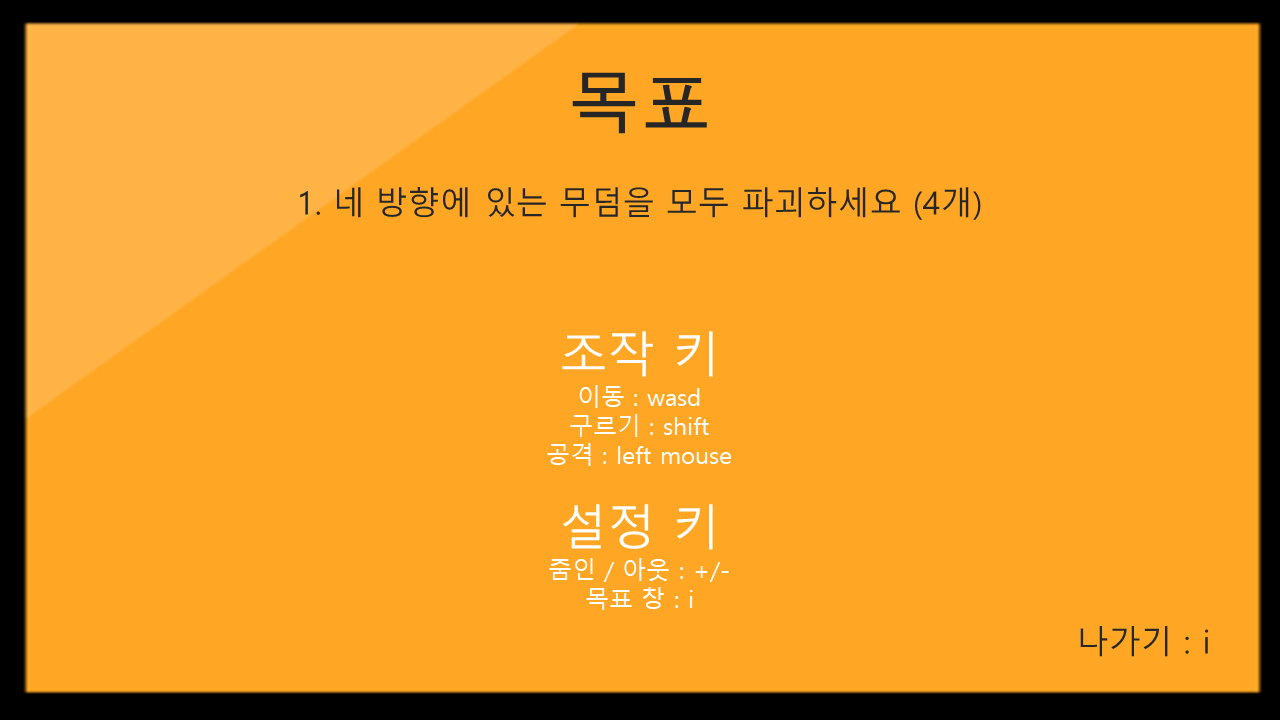 목표
1. 네 방향에 있는 무덤을 모두 파괴하세요 (4개)
조작 키
이동 : wasd
구르기 : shift
공격 : left mouse
설정 키
줌인 / 아웃 : +/-
목표 창 : i
나가기 : i